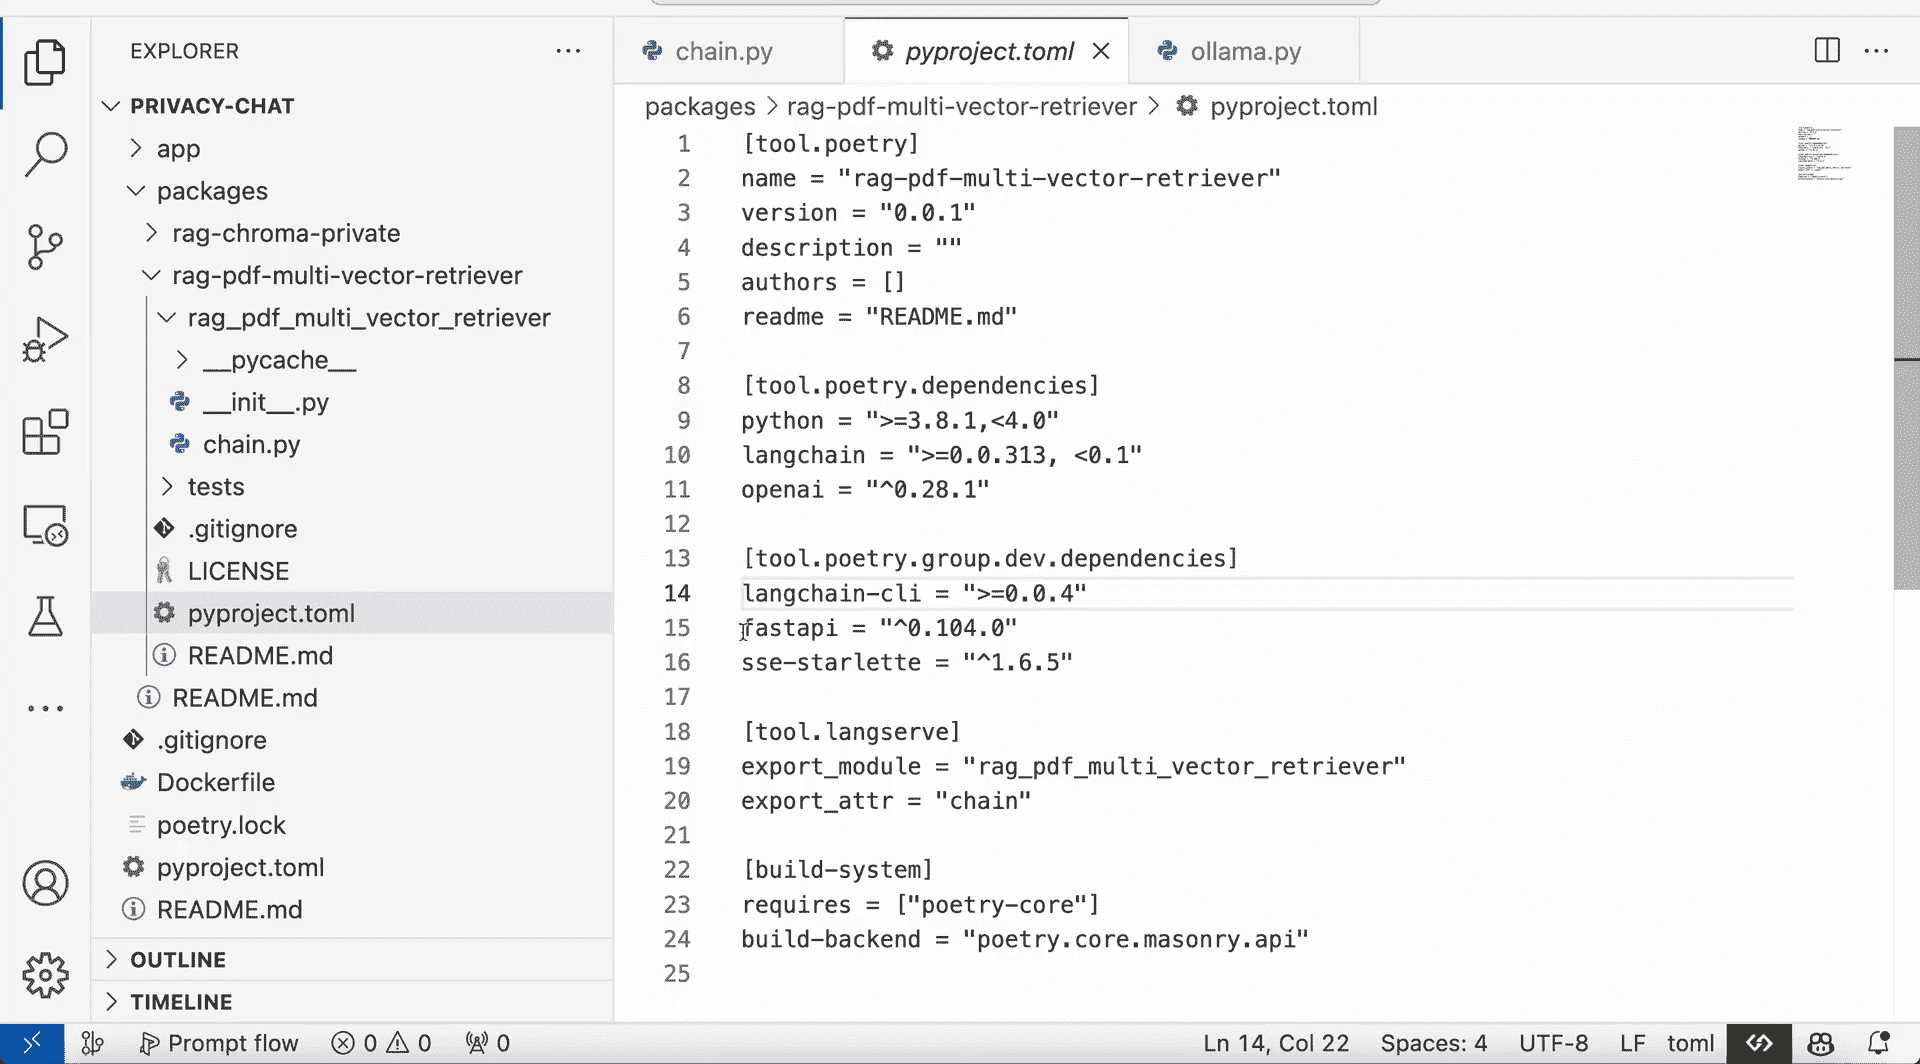 EXPLORER
PRIVACY-CHAT
app
packages
rag-chroma-private
rag-pdf-multi-vector-retriever
rag_pdf_multi_vector_retriever
__pycache__
__init__.py
chain.py
tests
.gitignore
LICENSE
pyproject.toml
README.md
README.md
.gitignore
Dockerfile
poetry.lock
pyproject.toml
README.md
OUTLINE
TIMELINE
chain.py pyproject.toml ollama.py
packages > rag-pdf-multi-vector-retriever > pyproject.toml
1 [tool.poetry]
2 name = "rag-pdf-multi-vector-retriever"
3 version = "0.0.1"
4 description = ""
5 authors = []
6 readme = "README.md"
7
8 [tool.poetry.dependencies]
9 python = ">=3.8.1,<4.0"
10 langchain = ">=0.0.313, <0.1"
11 openai = "^0.28.1"
12
13 [tool.poetry.group.dev.dependencies]
14 langchain-cli = ">=0.0.4"
15 fastapi = "^0.104.0"
16 sse-starlette = "^1.6.5"
17
18 [tool.langserve]
19 export_module = "rag_pdf_multi_vector_retriever"
20 export_attr = "chain"
21
22 [build-system]
23 requires = ["poetry-core"]
24 build-backend = "poetry.core.masonry.api"
25
Prompt flow 0 0 0 Ln 14, Col 22 Spaces: 4 UTF-8 LF toml